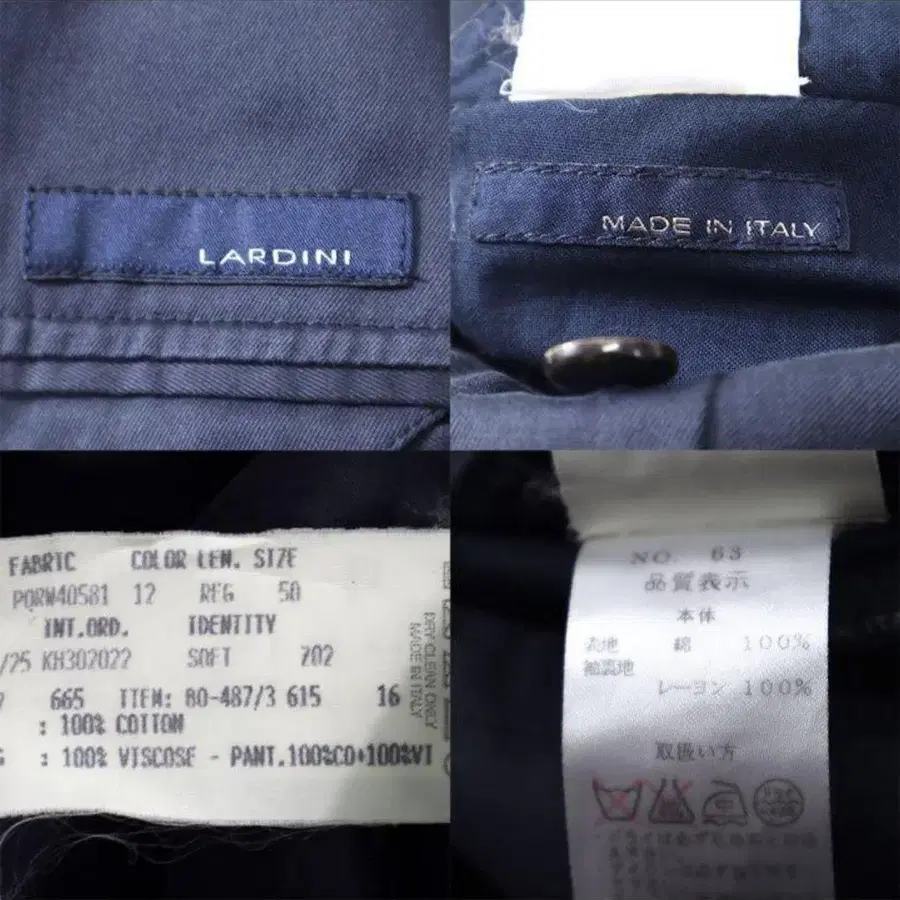 LARDINI
MADE IN ITALY
FABRIC COLOR LEN. SIZE
PQRW40581 12 REG 50
INT.ORD. IDENTITY
/25 KH302022 SOFT 202
665 ITEM: 80-487/3 615 16
: 100% COTTON
: 100% VISCOSE - PANT.100%CO+100%VI
DRY CLEAN ONLY
MADE IN ITALY
NO. 63
品質表示
本体
表地 綿 100%
袖裏地
レーヨン 100%
取扱い方